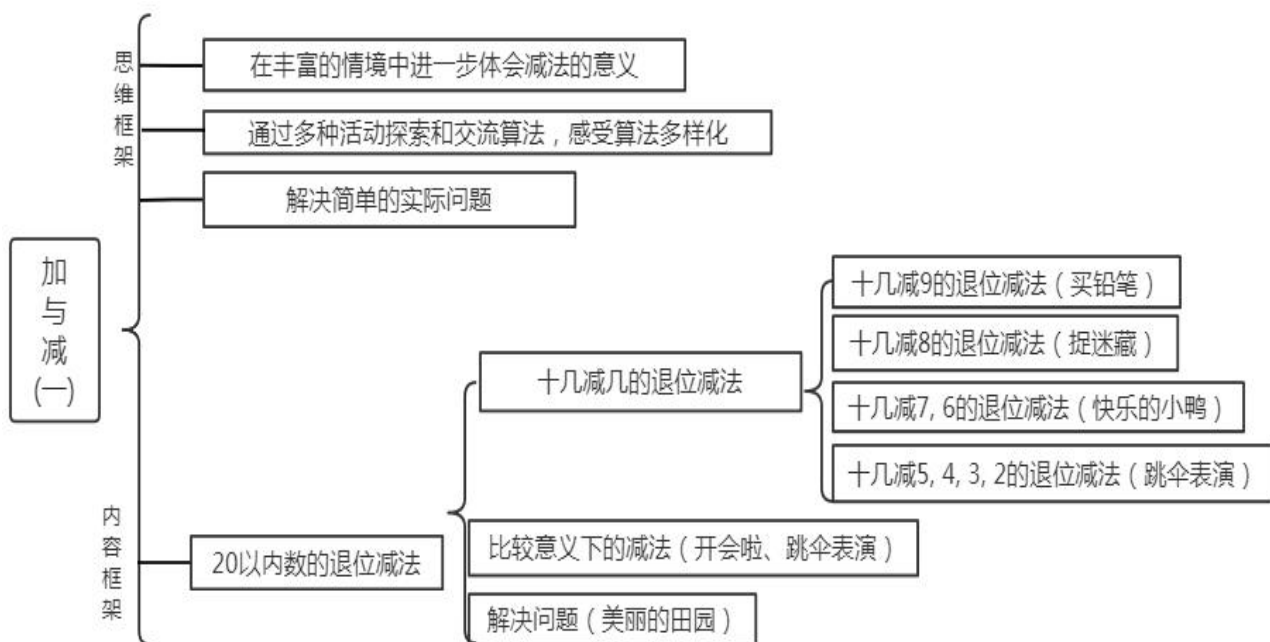 加
与
减
(一)
思
维
框
架
在丰富的情境中进一步体会减法的意义
通过多种活动探索和交流算法，感受算法多样化
解决简单的实际问题
内
容
框
架
20以内数的退位减法
十几减几的退位减法
十几减9的退位减法（买铅笔）
十几减8的退位减法（捉迷藏）
十几减7, 6的退位减法（快乐的小鸭）
十几减5, 4, 3, 2的退位减法（跳伞表演）
比较意义下的减法（开会啦、跳伞表演）
解决问题（美丽的田园）